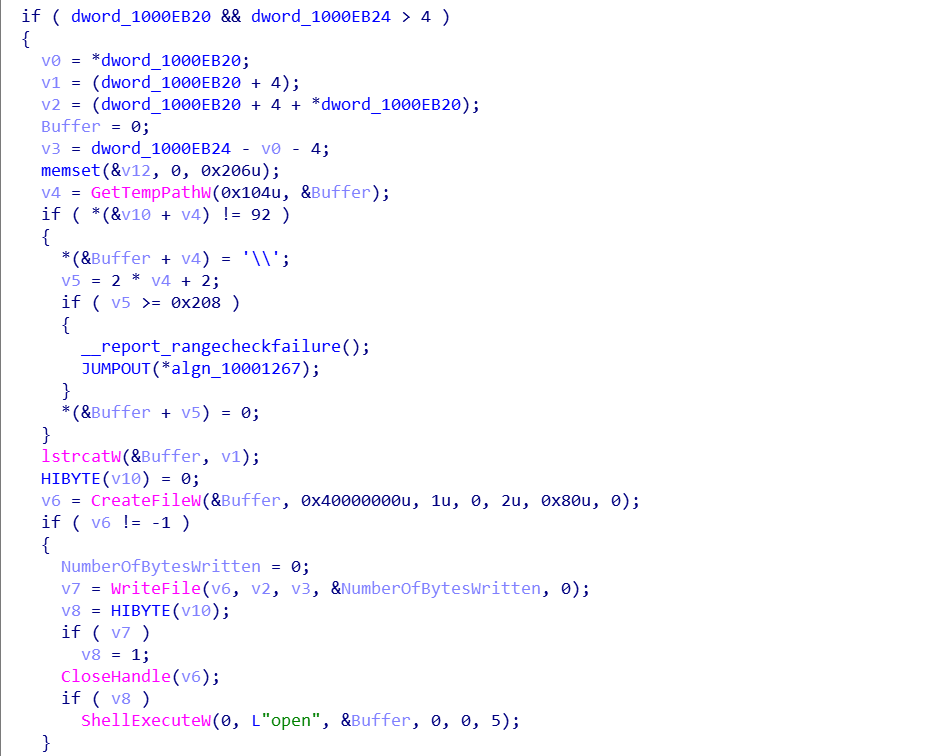 if ( dword_1000EB20 && dword_1000EB24 > 4 )
{
  v0 = *dword_1000EB20;
  v1 = (dword_1000EB20 + 4);
  v2 = (dword_1000EB20 + 4 + *dword_1000EB20);
  Buffer = 0;
  v3 = dword_1000EB24 - v0 - 4;
  memset(&v12, 0, 0x206u);
  v4 = GetTempPathW(0x104u, &Buffer);
  if ( *(&v10 + v4) != 92 )
  {
    *(&Buffer + v4) = '\\';
    v5 = 2 * v4 + 2;
    if ( v5 >= 0x208 )
    {
      __report_rangecheckfailure();
      JUMPOUT(*algn_10001267);
    }
    *(&Buffer + v5) = 0;
  }
  lstrcatW(&Buffer, v1);
  HIBYTE(v10) = 0;
  v6 = CreateFileW(&Buffer, 0x40000000u, 1u, 0, 2u, 0x80u, 0);
  if ( v6 != -1 )
  {
    NumberOfBytesWritten = 0;
    v7 = WriteFile(v6, v2, v3, &NumberOfBytesWritten, 0);
    v8 = HIBYTE(v10);
    if ( v7 )
      v8 = 1;
    CloseHandle(v6);
    if ( v8 )
      ShellExecuteW(0, L"open", &Buffer, 0, 0, 5);
  }